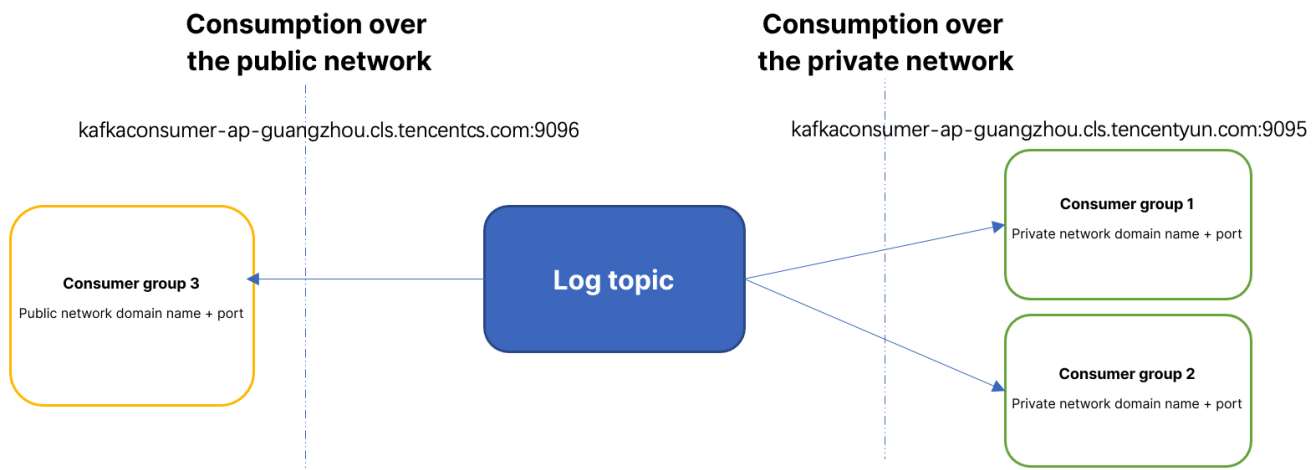 Consumption over
the public network
Consumption over
the private network
kafkaconsumer-ap-guangzhou.cls.tencentcs.com:9096
kafkaconsumer-ap-guangzhou.cls.tencentyun.com:9095
Consumer group 3
Public network domain name + port
Log topic
Consumer group 1
Private network domain name + port
Consumer group 2
Private network domain name + port